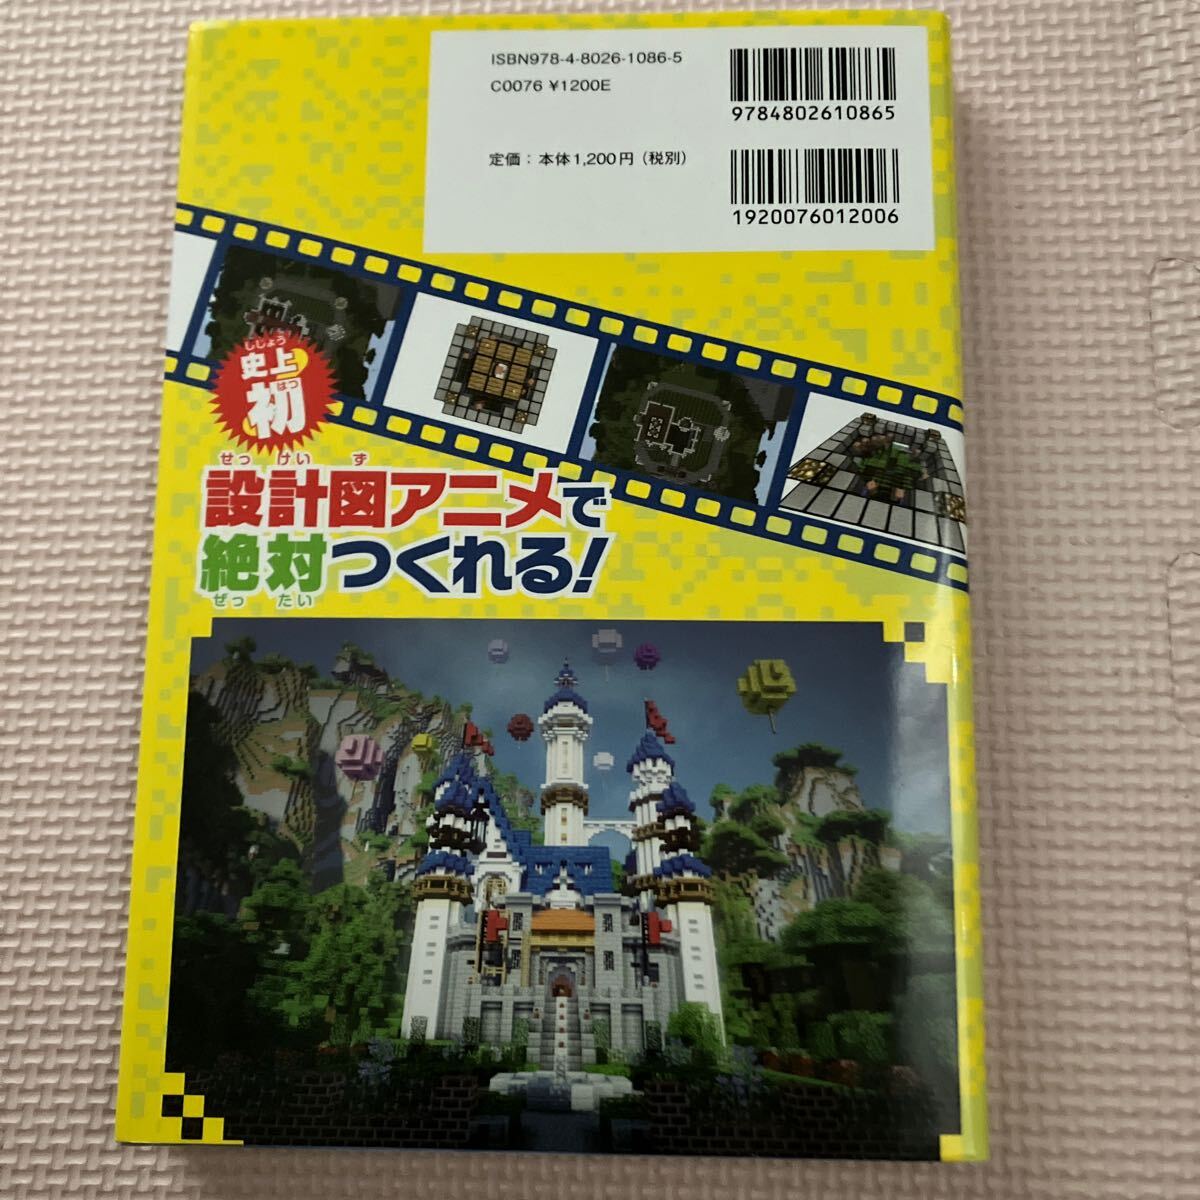 ISBN978-4-8026-1086-5
C0076 ¥1200E
定価：本体1,200円（税別）
9784802610865
1920076012006
ししじょう
史上
はつ
初
せっけいず
設計図アニメで
絶対つくれる!
ぜったい